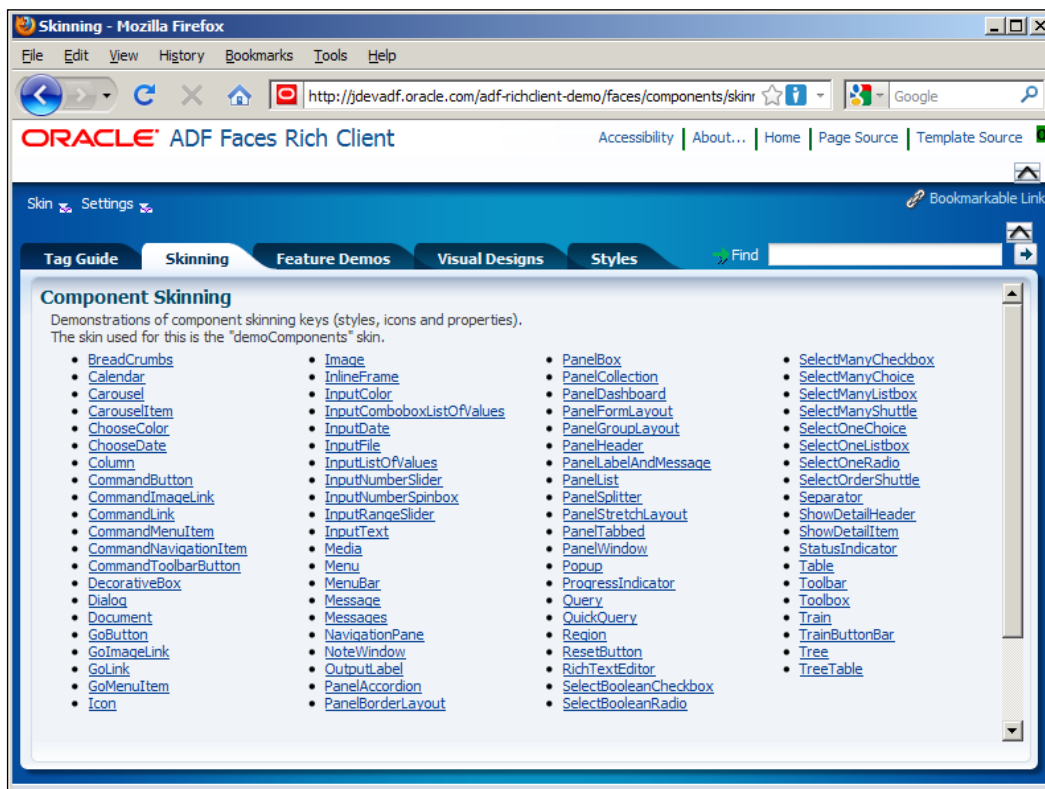 Skinning - Mozilla Firefox
File Edit View History Bookmarks Tools Help
http://jdevadf.oracle.com/adf-richclient-demo/faces/components/skinr
Google
ORACLE ADF Faces Rich Client
Accessibility About... Home Page Source Template Source
Bookmarkable Link
Skin Settings
Tag Guide Skinning Feature Demos Visual Designs Styles Find
Component Skinning
Demonstrations of component skinning keys (styles, icons and properties).
The skin used for this is the "demoComponents" skin.
BreadCrumbs
Calendar
Carousel
CarouselItem
ChooseColor
ChooseDate
Column
CommandButton
CommandImageLink
CommandLink
CommandMenuItem
CommandNavigationItem
CommandToolbarButton
DecorativeBox
Dialog
Document
GoButton
GoImageLink
GoLink
GoMenuItem
Icon
Image
InlineFrame
InputColor
InputComboboxListOfValues
InputDate
InputFile
InputListOfValues
InputNumberSlider
InputNumberSpinbox
InputRangeSlider
InputText
Media
Menu
MenuBar
Message
Messages
NavigationPane
NoteWindow
OutputLabel
PanelAccordion
PanelBorderLayout
PanelBox
PanelCollection
PanelDashboard
PanelFormLayout
PanelGroupLayout
PanelHeader
PanelLabelAndMessage
PanelList
PanelSplitter
PanelStretchLayout
PanelTabbed
PanelWindow
Popup
ProgressIndicator
Query
QuickQuery
Region
ResetButton
RichTextEditor
SelectBooleanCheckbox
SelectBooleanRadio
SelectManyCheckbox
SelectManyChoice
SelectManyListbox
SelectManyShuttle
SelectOneChoice
SelectOneListbox
SelectOneRadio
SelectOrderShuttle
Separator
ShowDetailHeader
ShowDetailItem
StatusIndicator
Table
Toolbar
Toolbox
Train
TrainButtonBar
Tree
TreeTable